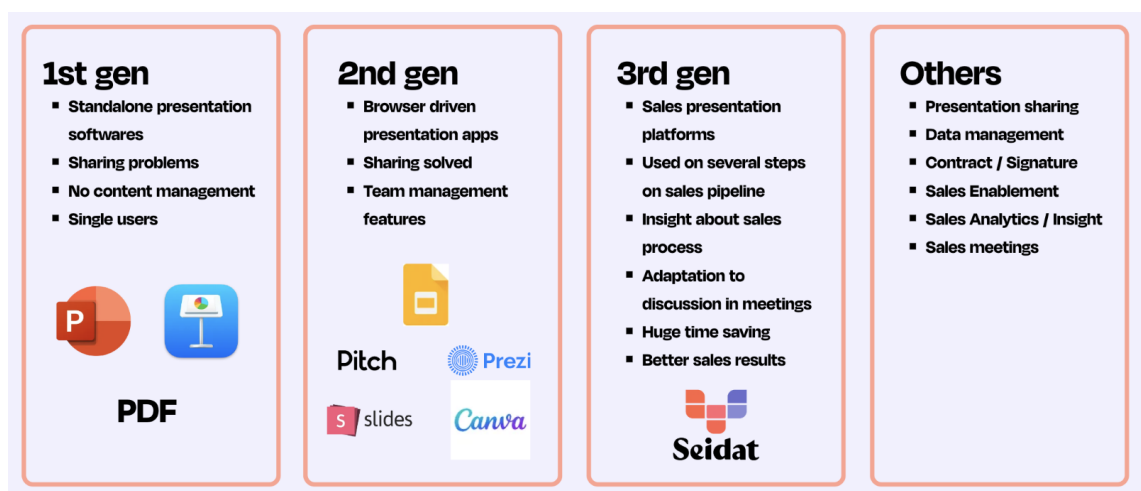 1st gen
▪ Standalone presentation
softwares
▪ Sharing problems
▪ No content management
▪ Single users
P
PDF
2nd gen
▪ Browser driven
presentation apps
▪ Sharing solved
▪ Team management
features
Pitch
Prezi
S slides
Canva
3rd gen
▪ Sales presentation
platforms
▪ Used on several steps
on sales pipeline
▪ Insight about sales
process
▪ Adaptation to
discussion in meetings
▪ Huge time saving
▪ Better sales results
Seidat
Others
▪ Presentation sharing
▪ Data management
▪ Contract / Signature
▪ Sales Enablement
▪ Sales Analytics / Insight
▪ Sales meetings